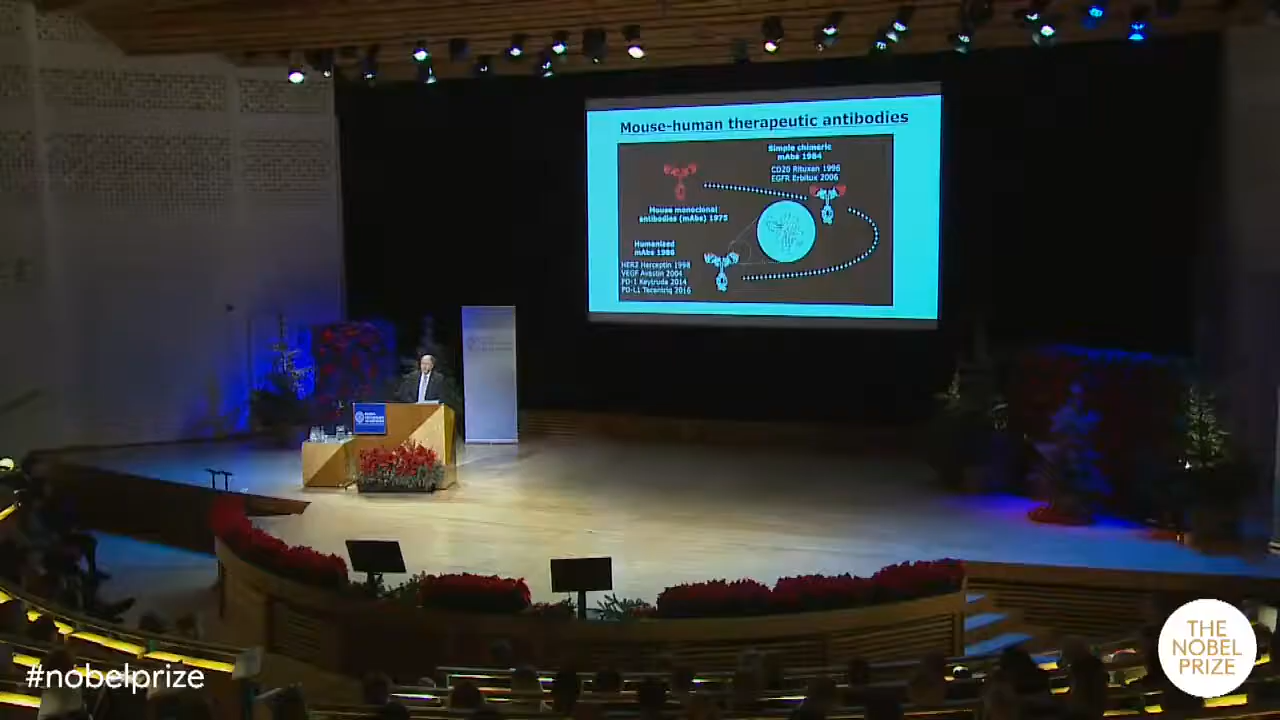 Mouse-human therapeutic antibodies
Simple chimeric
mAbs 1984
CD20 Rituxan 1996
EGFR Erbitux 2006
Mouse monoclonal
antibodies (mAbs) 1975
Humanized
mAbs 1986
HER2 Herceptin 1998
VEGF Avastin 2004
PD-1 Keytruda 2014
PD-L1 Tecentriq 2016
#nobelprize
THE
NOBEL
PRIZE